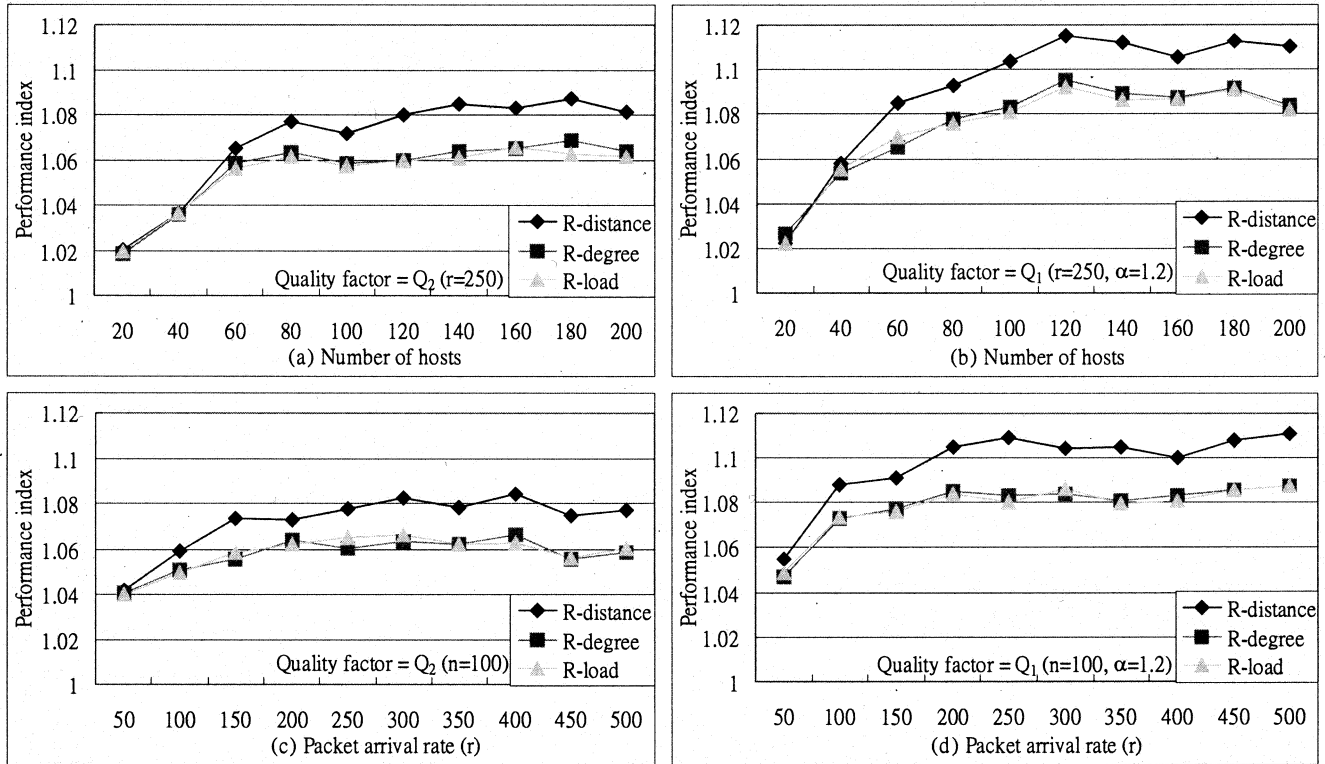 Performance index
1.12
1.1
1.08
1.06
1.04
1.02
1
R-distance
R-degree
R-load
Quality factor = Q2 (r=250)
20 40 60 80 100 120 140 160 180 200
(a) Number of hosts
Performance index
1.12
1.1
1.08
1.06
1.04
1.02
1
R-distance
R-degree
R-load
Quality factor = Q1 (r=250, α=1.2)
20 40 60 80 100 120 140 160 180 200
(b) Number of hosts
Performance index
1.12
1.1
1.08
1.06
1.04
1.02
1
R-distance
R-degree
R-load
Quality factor = Q2 (n=100)
50 100 150 200 250 300 350 400 450 500
(c) Packet arrival rate (r)
Performance index
1.12
1.1
1.08
1.06
1.04
1.02
1
R-distance
R-degree
R-load
Quality factor = Q1 (n=100, α=1.2)
50 100 150 200 250 300 350 400 450 500
(d) Packet arrival rate (r)